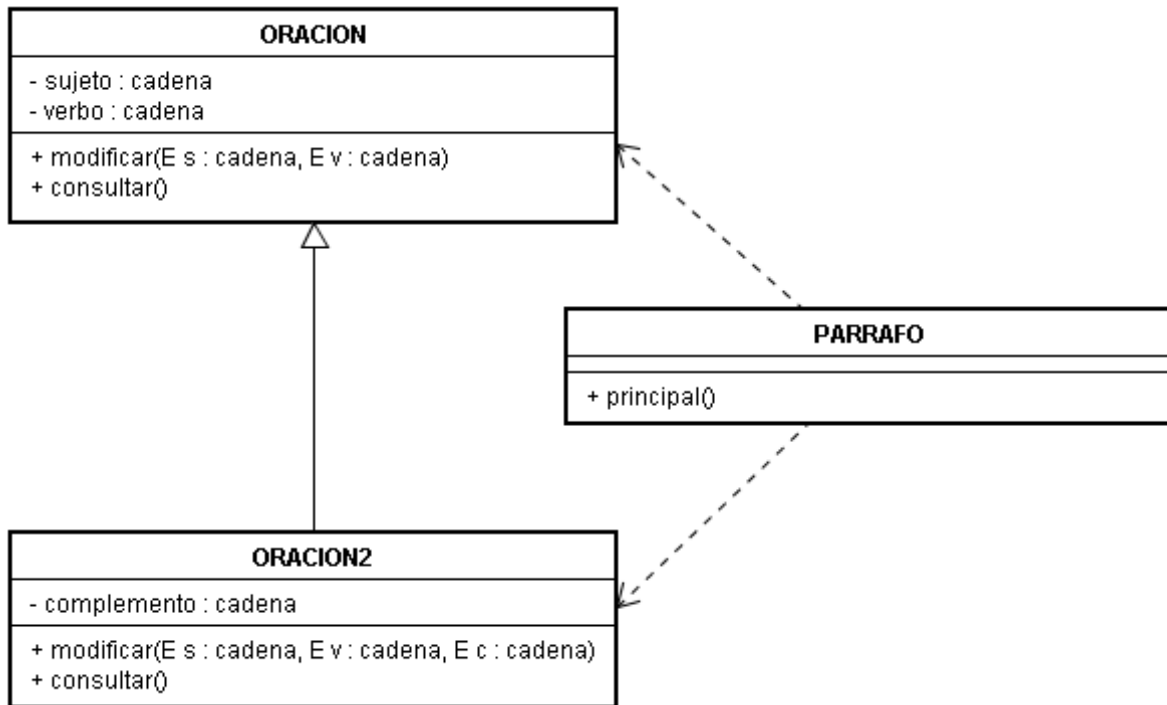 ORACION
- sujeto : cadena
- verbo : cadena
+ modificar(E s : cadena, E v : cadena)
+ consultar()
PARRAFO
+ principal()
ORACION2
- complemento : cadena
+ modificar(E s : cadena, E v : cadena, E c : cadena)
+ consultar()